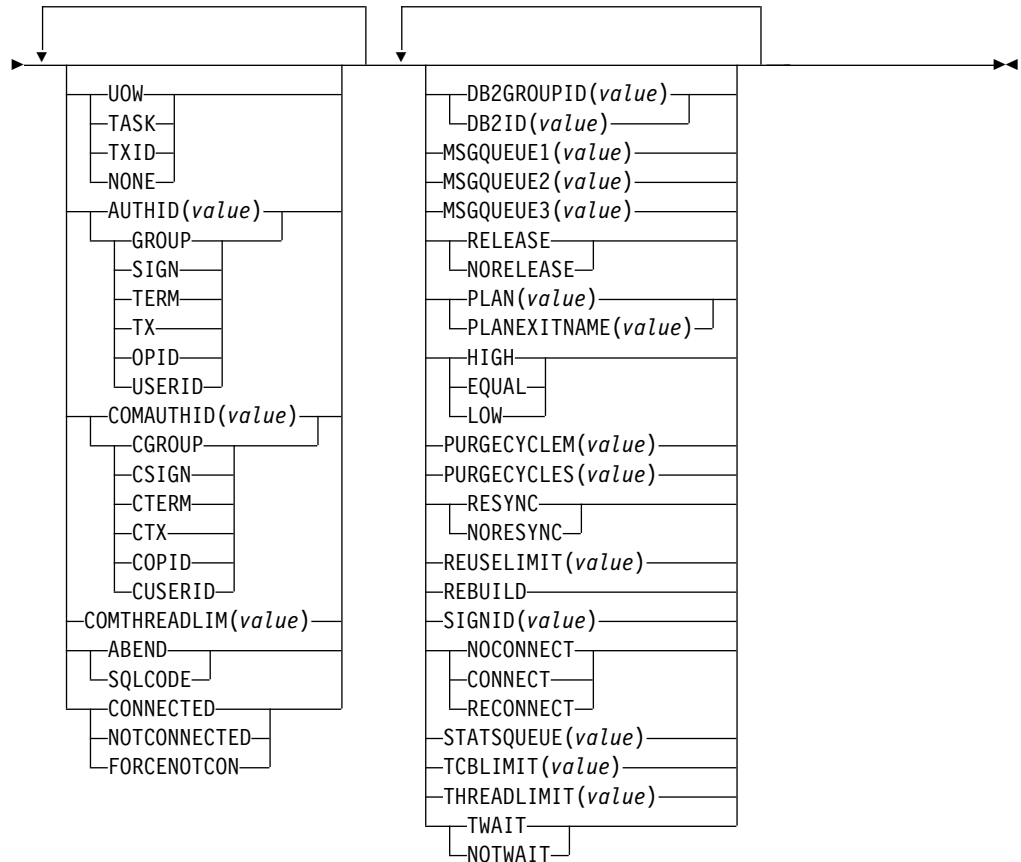 UOW
TASK
TXID
NONE
AUTHID(value)
GROUP
SIGN
TERM
TX
OPID
USERID
COMAUTHID(value)
CGROUP
CSIGN
CTERM
CTX
COPID
CUSERID
COMTHREADLIM(value)
ABEND
SQLCODE
CONNECTED
NOTCONNECTED
FORCENOTCON
DB2GROUPID(value)
DB2ID(value)
MSGQUEUE1(value)
MSGQUEUE2(value)
MSGQUEUE3(value)
RELEASE
NORELEASE
PLAN(value)
PLANEXITNAME(value)
HIGH
EQUAL
LOW
PURGECYCLEM(value)
PURGECYCLES(value)
RESYNC
NORESYNC
REUSELIMIT(value)
REBUILD
SIGNID(value)
NOCONNECT
CONNECT
RECONNECT
STATSQUEUE(value)
TCBLIMIT(value)
THREADLIMIT(value)
TWAIT
NOTWAIT